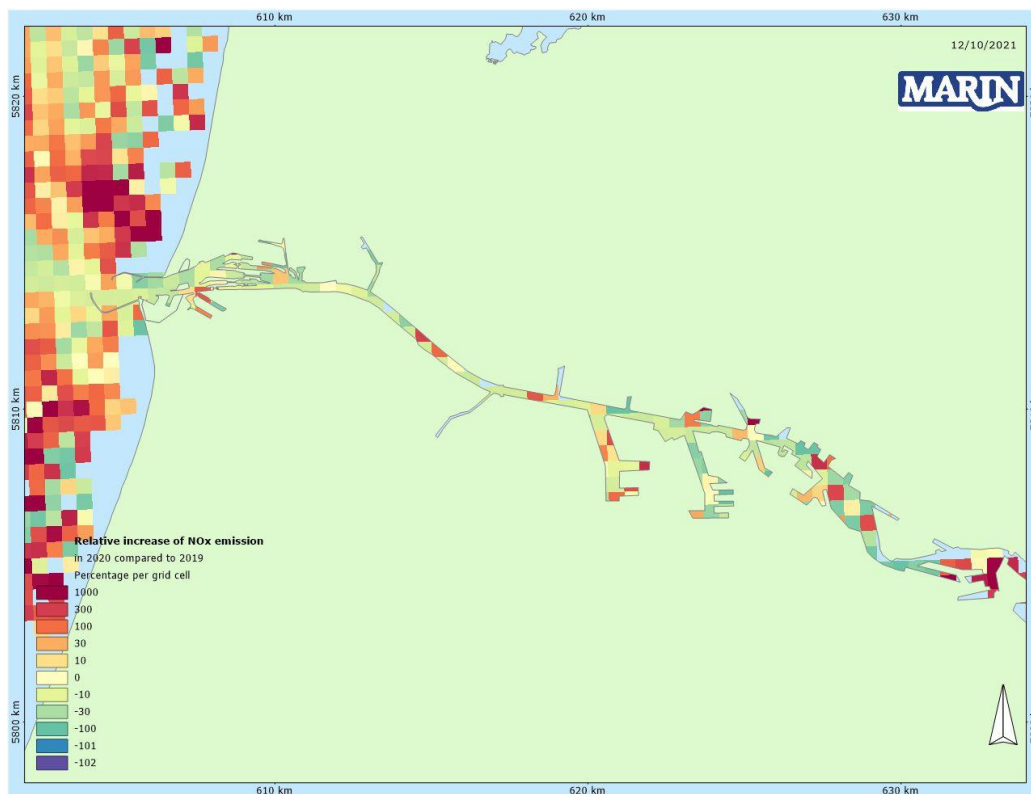 610 km
620 km
630 km
12/10/2021
5820 km
MARIN
5810 km
Relative increase of NOx emission
in 2020 compared to 2019
Percentage per grid cell
1000
300
100
30
10
0
-10
-30
-100
-101
-102
5800 km
610 km
620 km
630 km